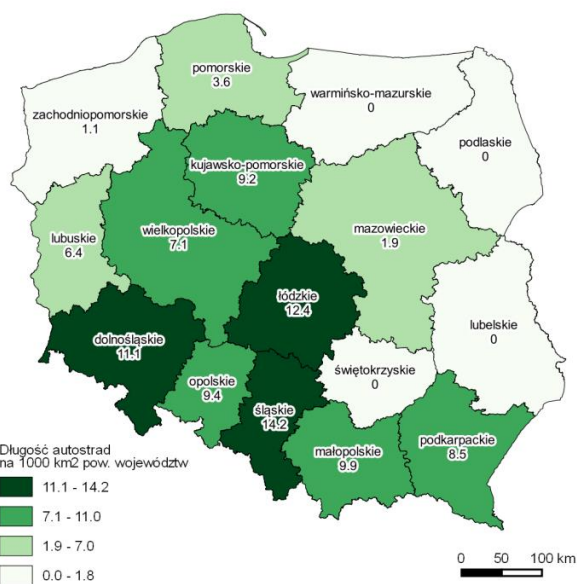 pomorskie
3.6
warmińsko-mazurskie
0
zachodniopomorskie
1.1
podlaskie
0
kujawsko-pomorskie
9.2
wielkopolskie
7.1
mazowieckie
1.9
lubuskie
6.4
łódzkie
12.4
lubelskie
0
dolnośląskie
11.1
opolskie
9.4
świętokrzyskie
0
śląskie
14.2
małopolskie
9.9
podkarpackie
8.5
Długość autostrad
na 1000 km2 pow. województw
11.1 - 14.2
7.1 - 11.0
1.9 - 7.0
0.0 - 1.8
0 50 100 km